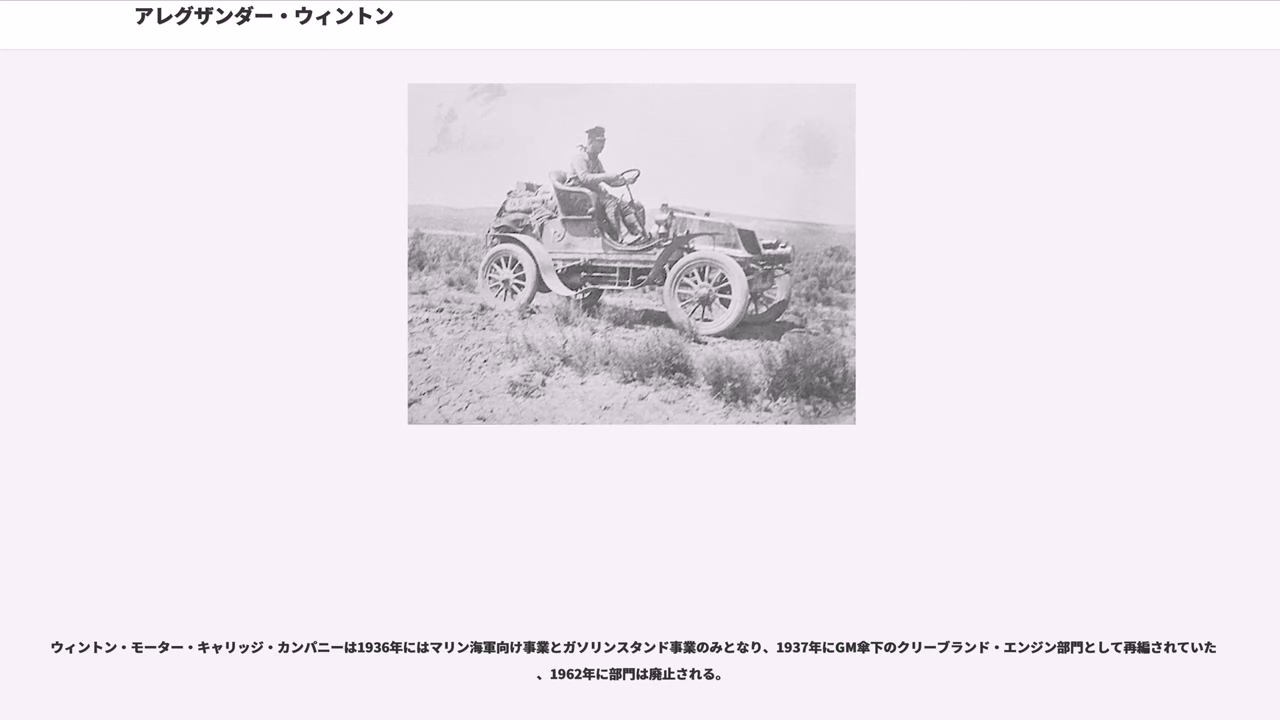 アレグザンダー・ウィントン
ウィントン・モーター・キャリッジ・カンパニーは1936年にはマリン海軍向け事業とガソリンスタンド事業のみとなり、1937年にGM傘下のクリーブランド・エンジン部門として再編されていた
、1962年に部門は廃止される。